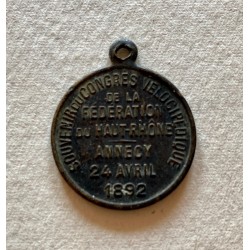 SOUVENIR DU CONGRÈS VÉLOCIPÉDIQUE
DE LA
FÉDÉRATION
DU HAUT-RHÔNE
ANNECY
24 AVRIL
1892